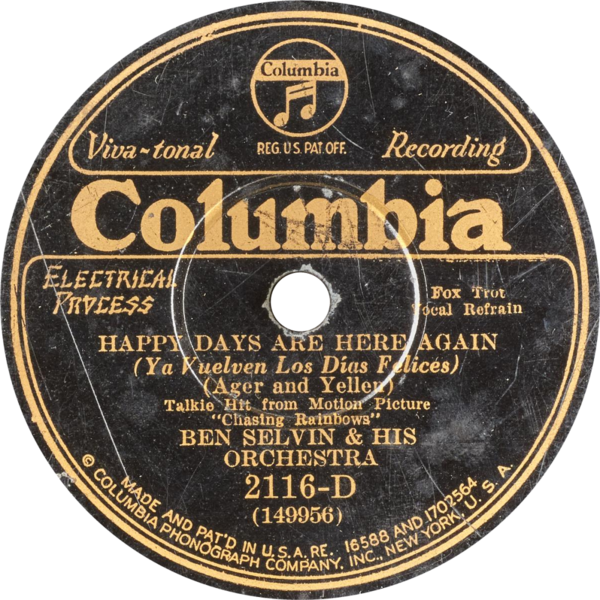 Columbia
REG. U.S. PAT. OFF.
Viva-tonal Recording
Columbia
ELECTRICAL
PROCESS
Fox Trot
Vocal Refrain
HAPPY DAYS ARE HERE AGAIN
(Ya Vuelven Los Días Felices)
(Ager and Yellen)
Talkie Hit from Motion Picture
"Chasing Rainbows"
BEN SELVIN & HIS
ORCHESTRA
2116-D
(149956)
MADE AND PAT'D IN U.S.A. RE. 16588 AND 1702564
© COLUMBIA PHONOGRAPH COMPANY, INC., NEW YORK, U.S.A.